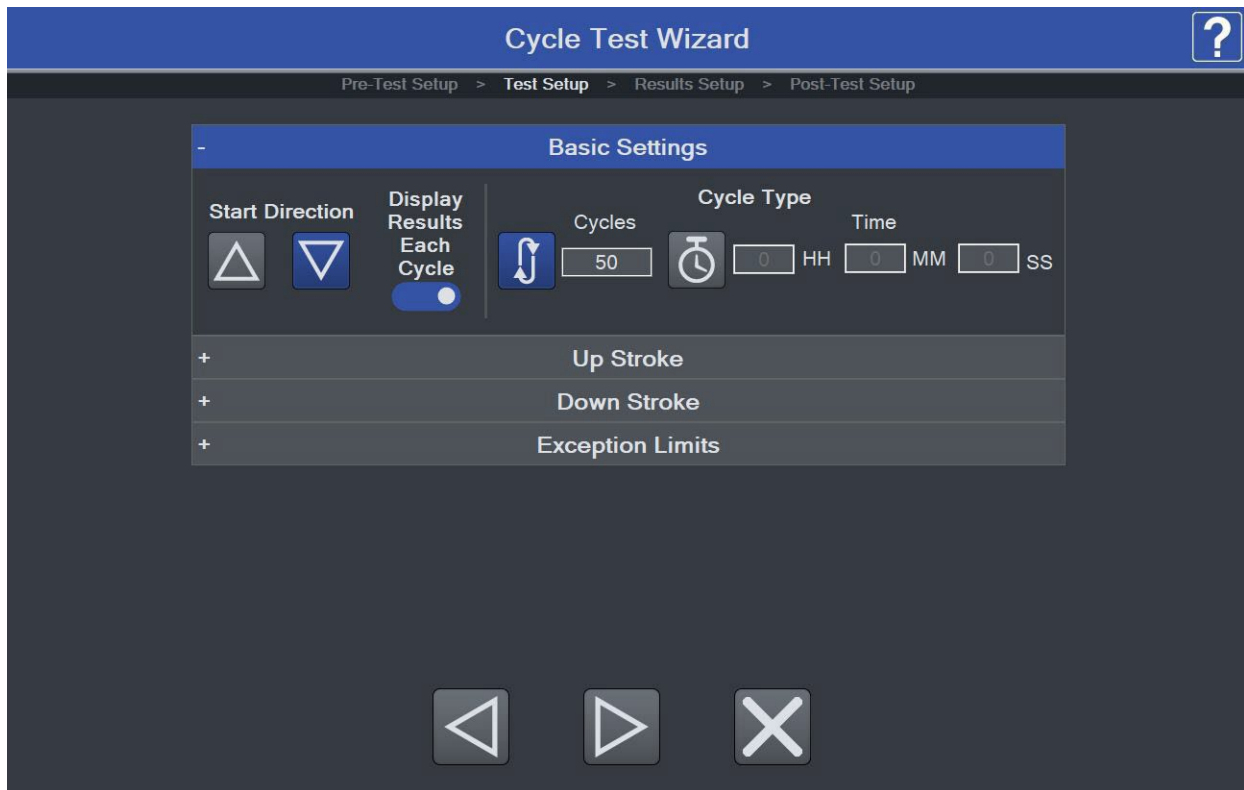 Cycle Test Wizard
?
Pre-Test Setup > Test Setup > Results Setup > Post-Test Setup
- Basic Settings
Start Direction
Display
Results
Each
Cycle
Cycle Type
Cycles
50
Time
0 HH 0 MM 0 SS
+ Up Stroke
+ Down Stroke
+ Exception Limits